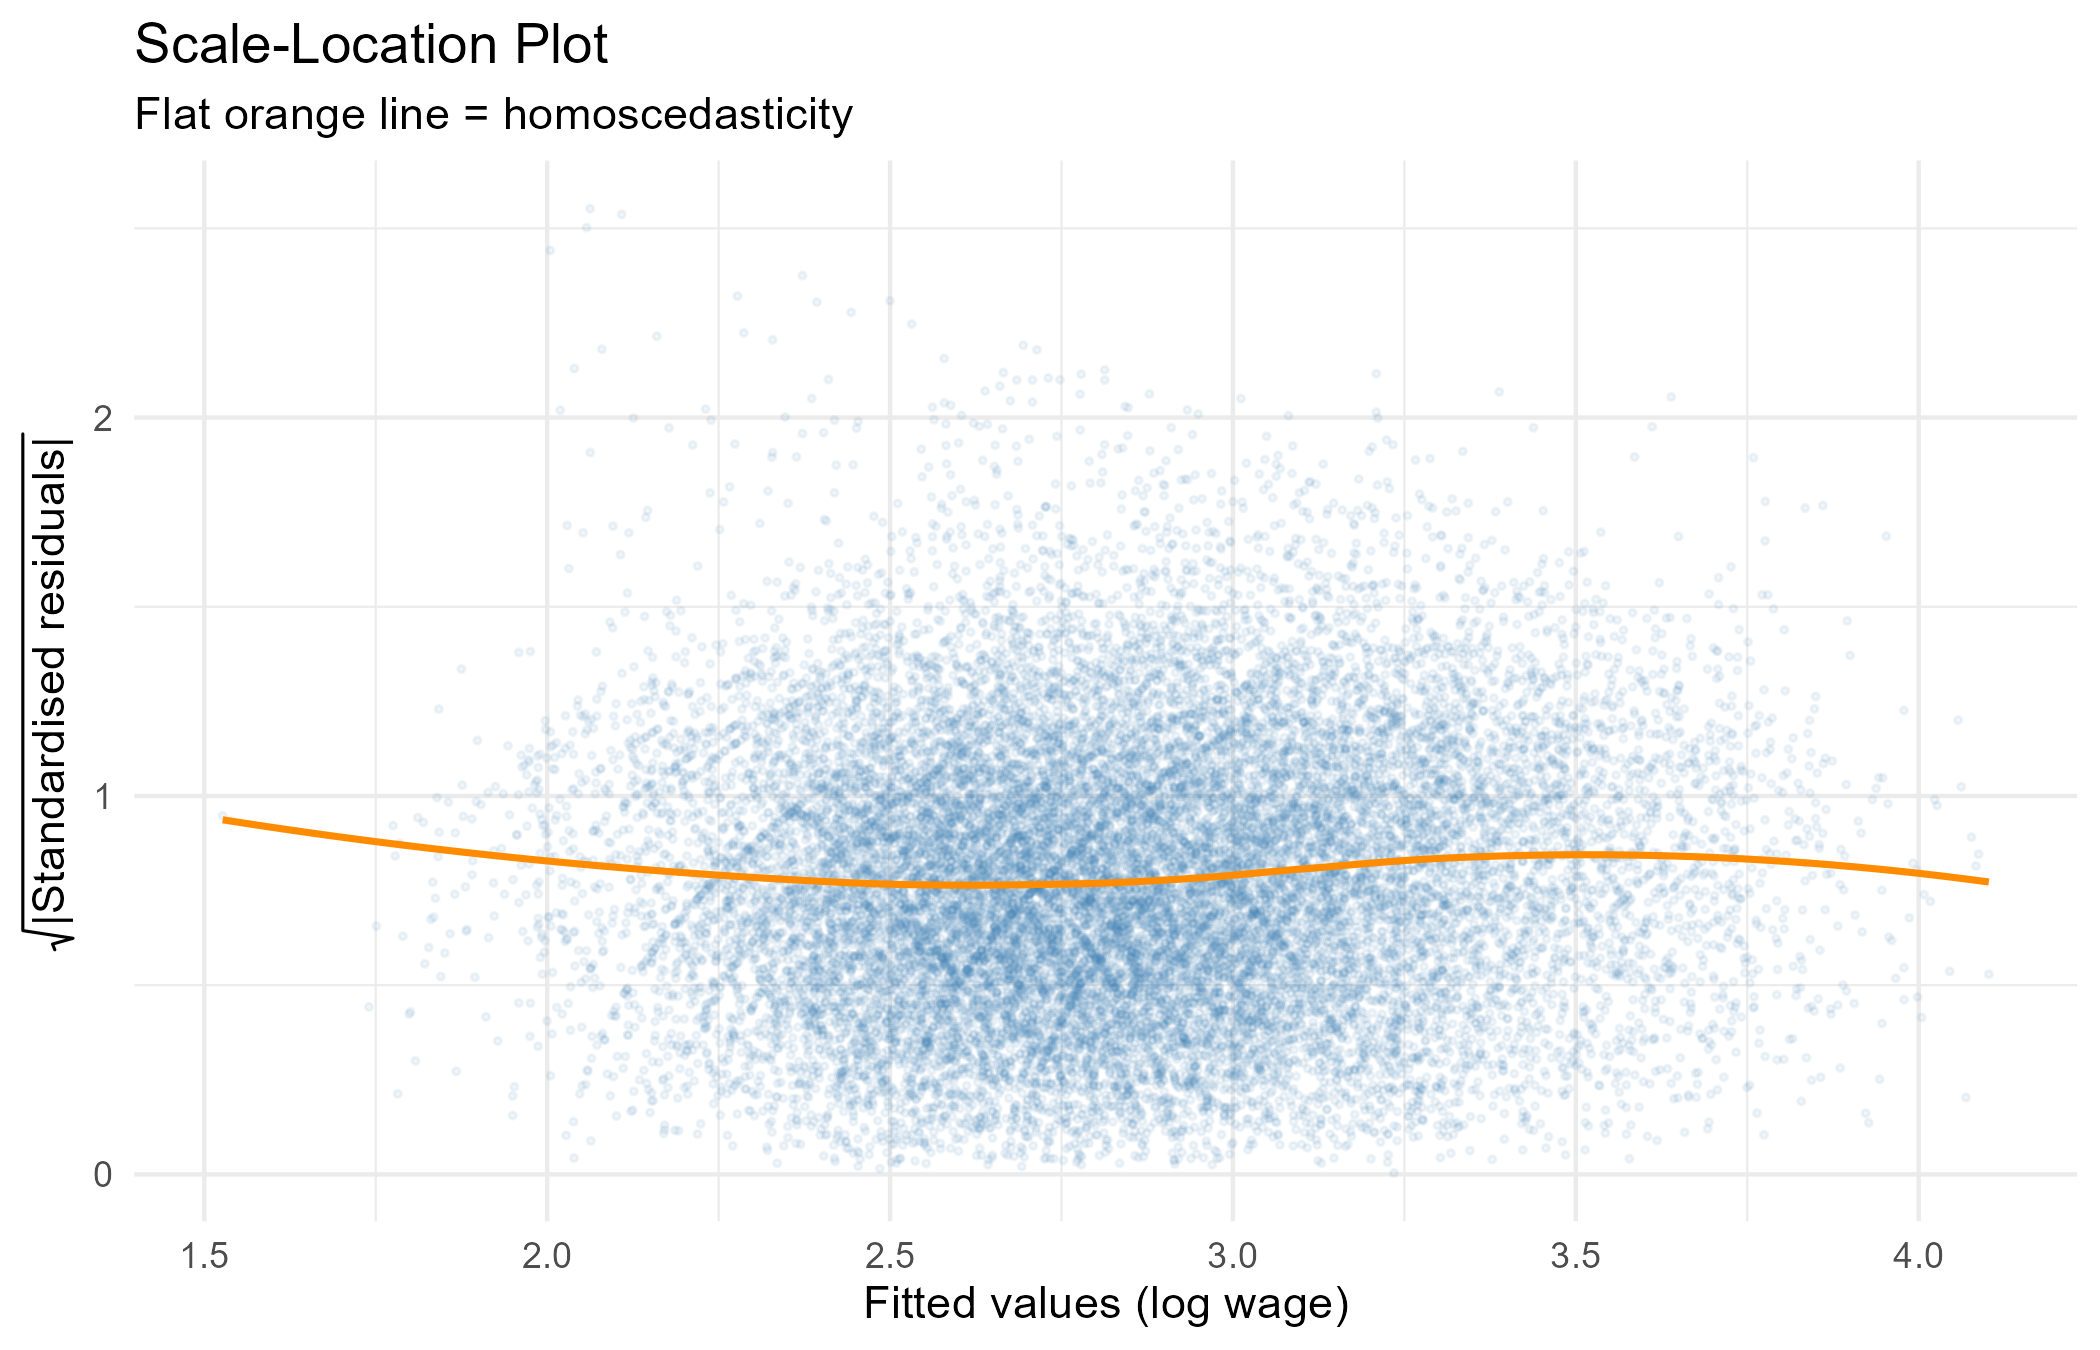 Scale-Location Plot
Flat orange line = homoscedasticity
√|Standardised residuals|
2
1
0
1.5 2.0 2.5 3.0 3.5 4.0
Fitted values (log wage)